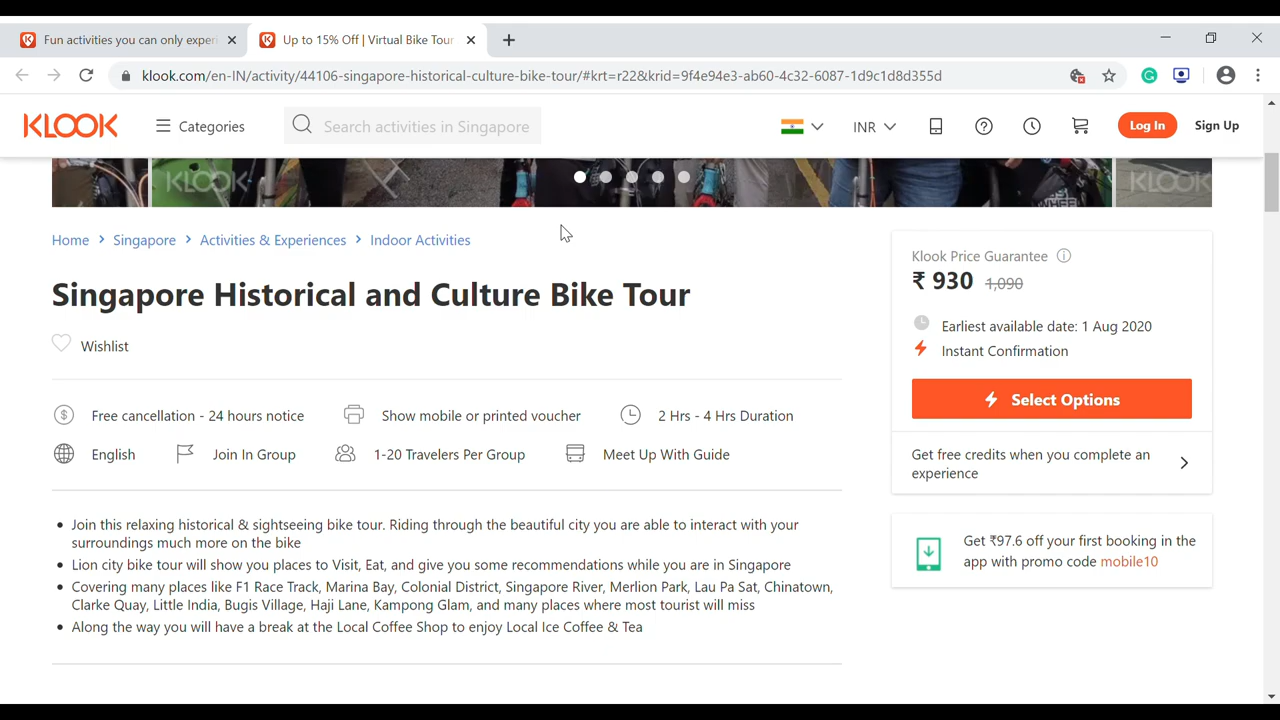 Fun activities you can only experi
Up to 15% Off | Virtual Bike Tour
klook.com/en-IN/activity/44106-singapore-historical-culture-bike-tour/#krt=r22&krid=9f4e94e3-ab60-4c32-6087-1d9c1d8d355d
KLOOK
Categories
Search activities in Singapore
INR
Log In
Sign Up
KLOOK
KLOOK
Home > Singapore > Activities & Experiences > Indoor Activities
Singapore Historical and Culture Bike Tour
Wishlist
Free cancellation - 24 hours notice
Show mobile or printed voucher
2 Hrs - 4 Hrs Duration
English
Join In Group
1-20 Travelers Per Group
Meet Up With Guide
• Join this relaxing historical & sightseeing bike tour. Riding through the beautiful city you are able to interact with your
surroundings much more on the bike
• Lion city bike tour will show you places to Visit, Eat, and give you some recommendations while you are in Singapore
• Covering many places like F1 Race Track, Marina Bay, Colonial District, Singapore River, Merlion Park, Lau Pa Sat, Chinatown,
Clarke Quay, Little India, Bugis Village, Haji Lane, Kampong Glam, and many places where most tourist will miss
• Along the way you will have a break at the Local Coffee Shop to enjoy Local Ice Coffee & Tea
Klook Price Guarantee
₹ 930 1,090
Earliest available date: 1 Aug 2020
Instant Confirmation
Select Options
Get free credits when you complete an
experience
Get ₹97.6 off your first booking in the
app with promo code mobile10